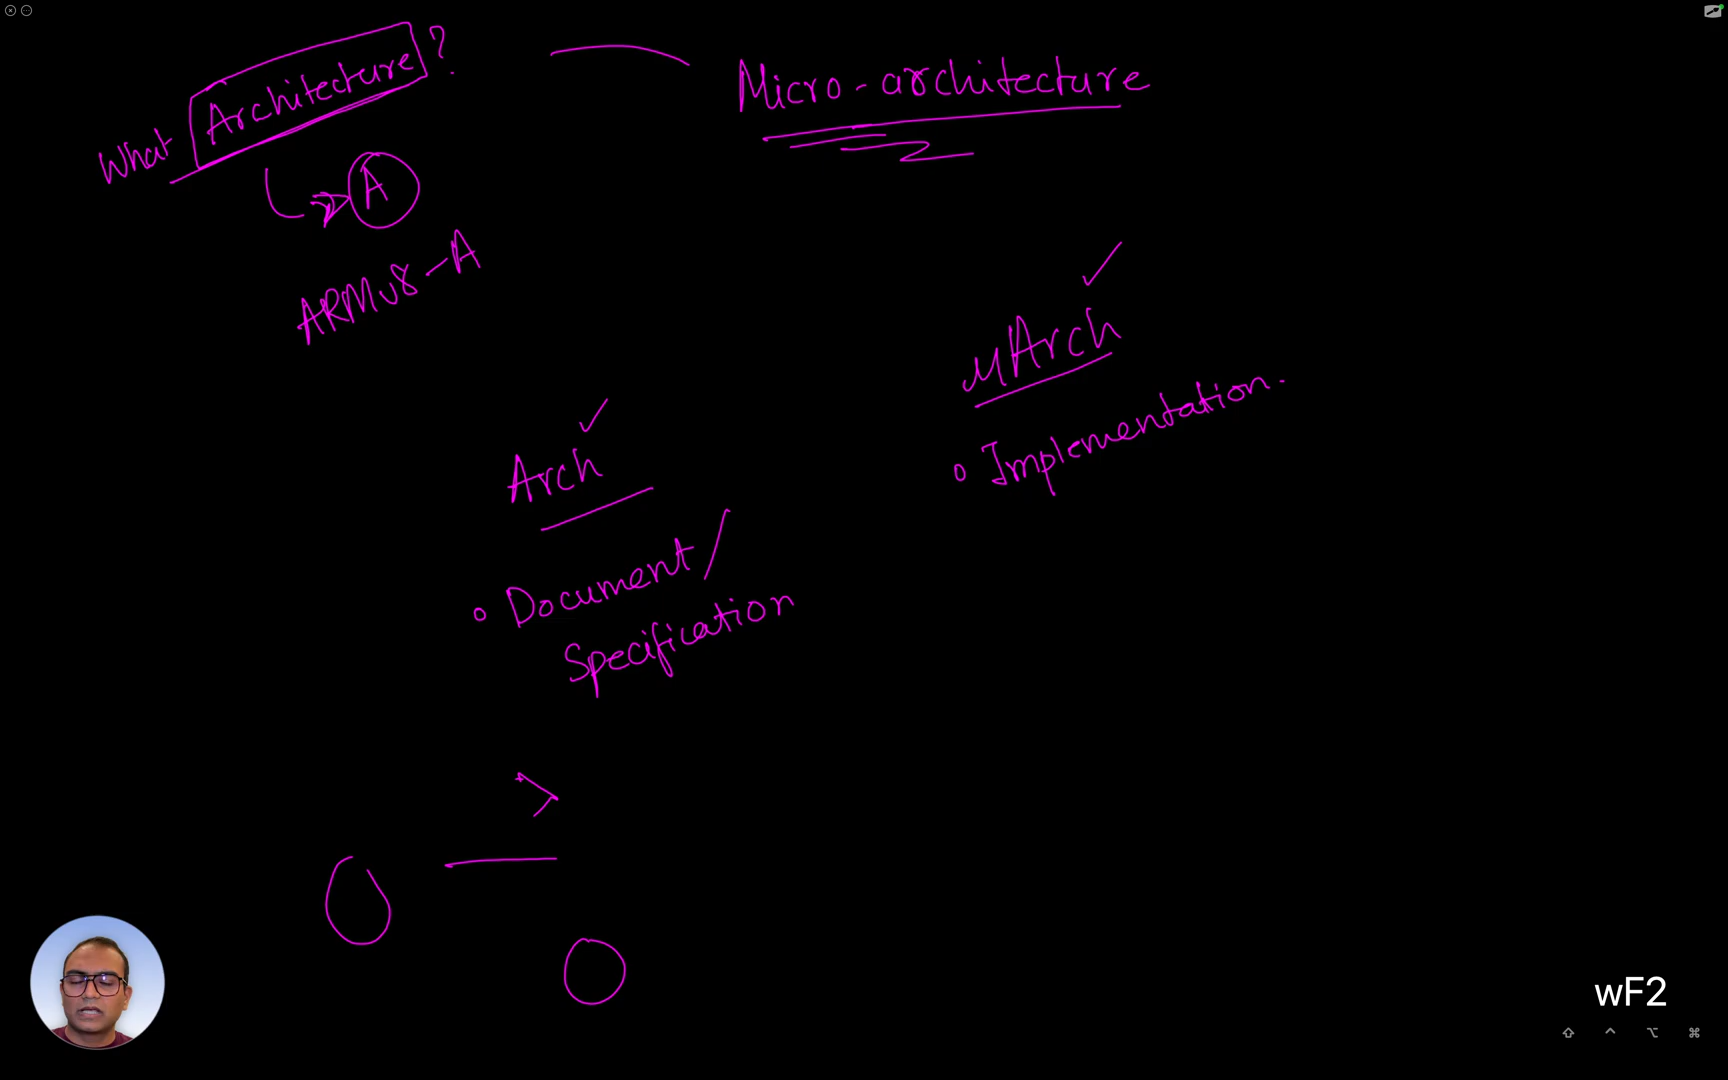 What Architecture?
Micro-architecture
A
ARMv8-A
µArch
Implementation.
Arch
Document/
Specification
wF2